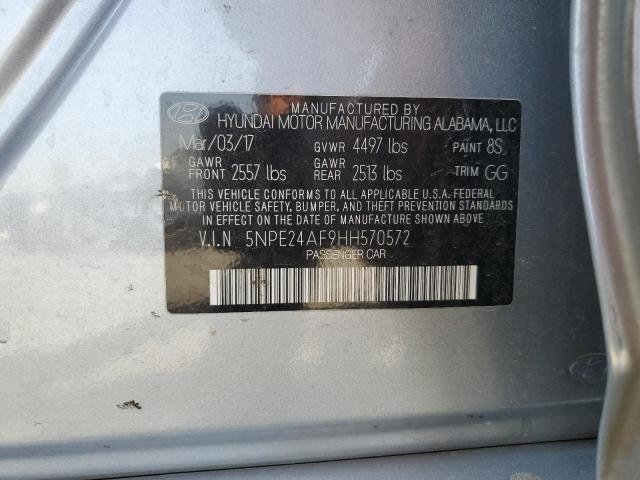 MANUFACTURED BY
HYUNDAI MOTOR MANUFACTURING ALABAMA, LLC
Mar/03/17 GVWR 4497 lbs PAINT 8S
GAWR FRONT 2557 lbs GAWR REAR 2513 lbs TRIM GG
THIS VEHICLE CONFORMS TO ALL APPLICABLE U.S.A. FEDERAL
MOTOR VEHICLE SAFETY, BUMPER, AND THEFT PREVENTION
STANDARDS IN EFFECT ON THE DATE OF MANUFACTURE SHOWN ABOVE.
V.I.N 5NPE24AF9HH570572
PASSENGER CAR